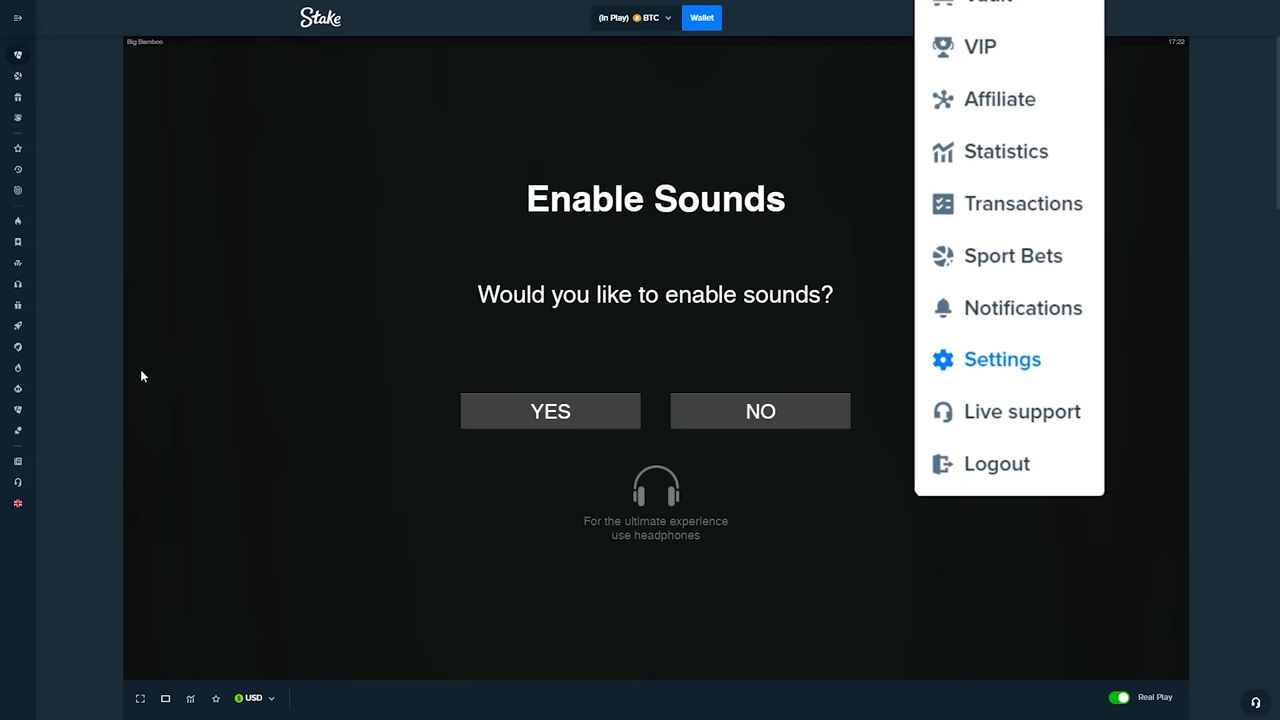 Stake
(In Play) BTC
Wallet
Big Bamboo
17:22
VIP
Affiliate
Statistics
Transactions
Sport Bets
Notifications
Settings
Live support
Logout
Enable Sounds
Would you like to enable sounds?
YES
NO
For the ultimate experience
use headphones
USD
Real Play